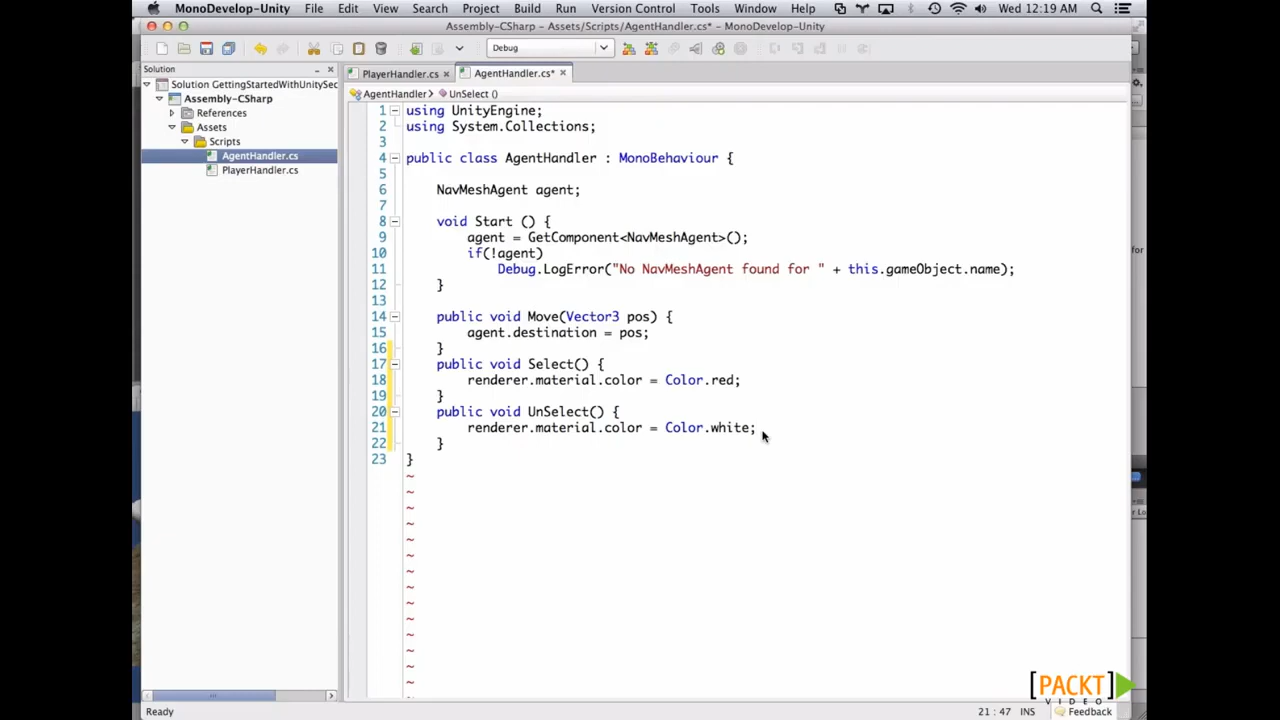 MonoDevelop-Unity File Edit View Search Project Build Run Version Control Tools Window Help Wed 12:19 AM
Assembly-CSharp - Assets/Scripts/AgentHandler.cs* - MonoDevelop-Unity
Debug
Solution
PlayerHandler.cs
AgentHandler.cs*
Solution GettingStartedWithUnitySec
Assembly-CSharp
References
Assets
Scripts
AgentHandler.cs
PlayerHandler.cs
AgentHandler
UnSelect ()
1 using UnityEngine;
2 using System.Collections;
3
4 public class AgentHandler : MonoBehaviour {
5
6 NavMeshAgent agent;
7
8 void Start () {
9 agent = GetComponent<NavMeshAgent>();
10 if(!agent)
11 Debug.LogError("No NavMeshAgent found for " + this.gameObject.name);
12 }
13
14 public void Move(Vector3 pos) {
15 agent.destination = pos;
16 }
17 public void Select() {
18 renderer.material.color = Color.red;
19 }
20 public void UnSelect() {
21 renderer.material.color = Color.white;
22 }
23 }
~
~
~
~
~
~
~
~
~
~
~
~
~
~
for
r Lo
[PACKT]
VIDEO
Ready
21 : 47 INS
Feedback